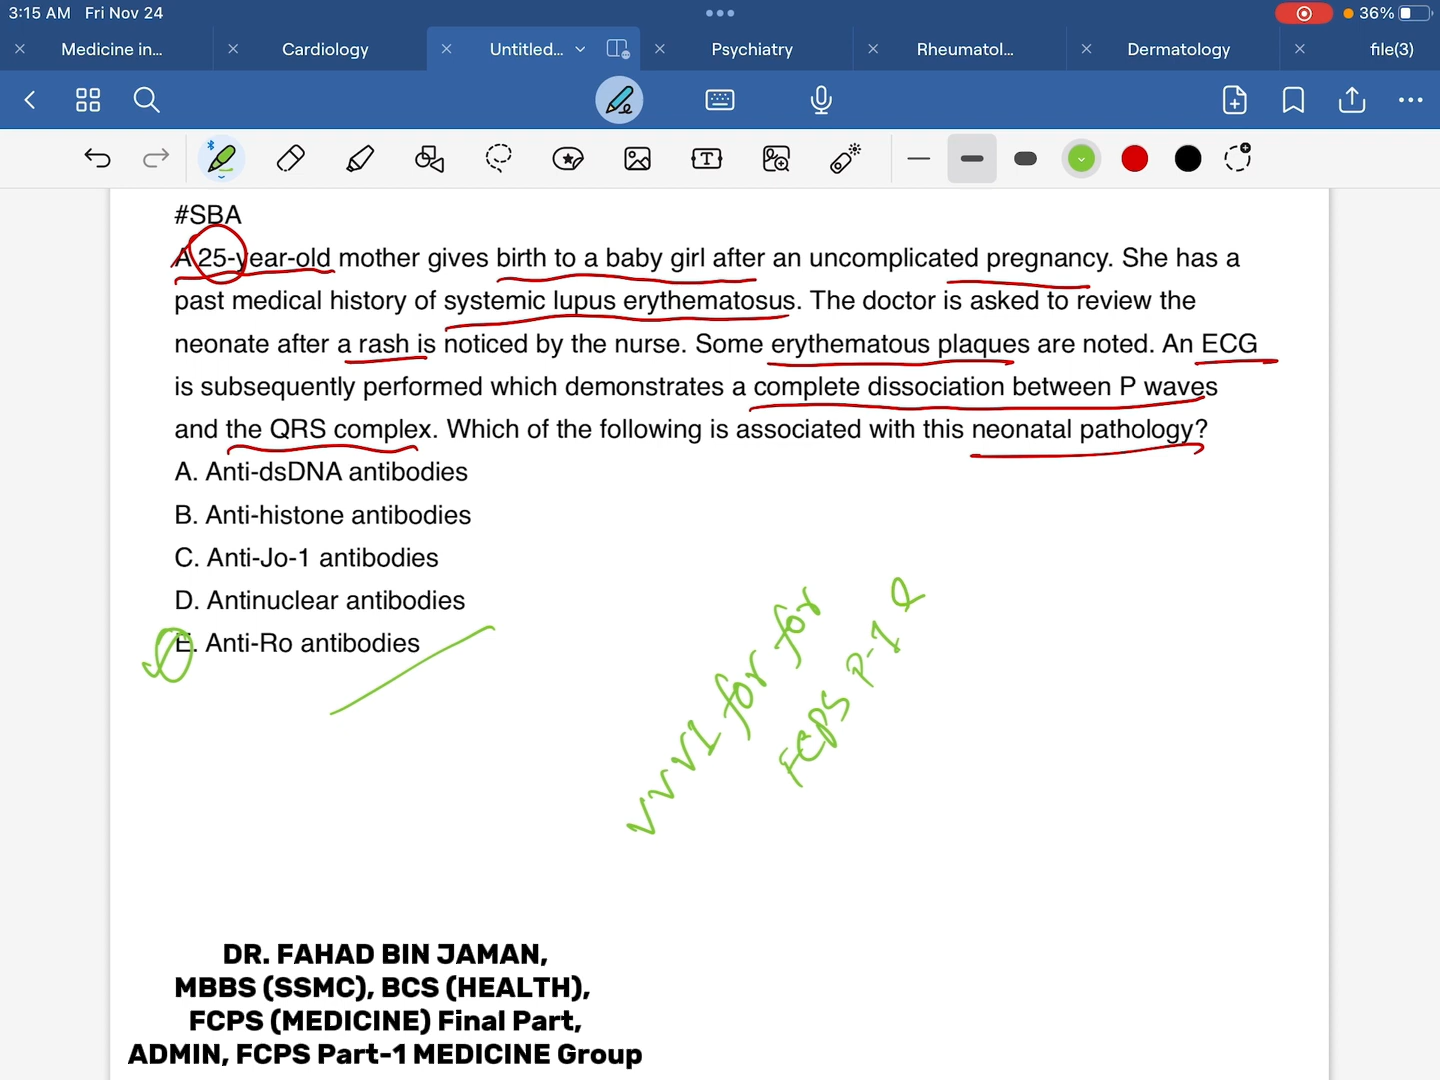 3:15 AM Fri Nov 24
36%
Medicine in...
Cardiology
Untitled...
Psychiatry
Rheumatol...
Dermatology
file(3)
#SBA
A 25-year-old mother gives birth to a baby girl after an uncomplicated pregnancy. She has a
past medical history of systemic lupus erythematosus. The doctor is asked to review the
neonate after a rash is noticed by the nurse. Some erythematous plaques are noted. An ECG
is subsequently performed which demonstrates a complete dissociation between P waves
and the QRS complex. Which of the following is associated with this neonatal pathology?
A. Anti-dsDNA antibodies
B. Anti-histone antibodies
C. Anti-Jo-1 antibodies
D. Antinuclear antibodies
E. Anti-Ro antibodies
VVVI for for
FCPS P-1
DR. FAHAD BIN JAMAN,
MBBS (SSMC), BCS (HEALTH),
FCPS (MEDICINE) Final Part,
ADMIN, FCPS Part-1 MEDICINE Group